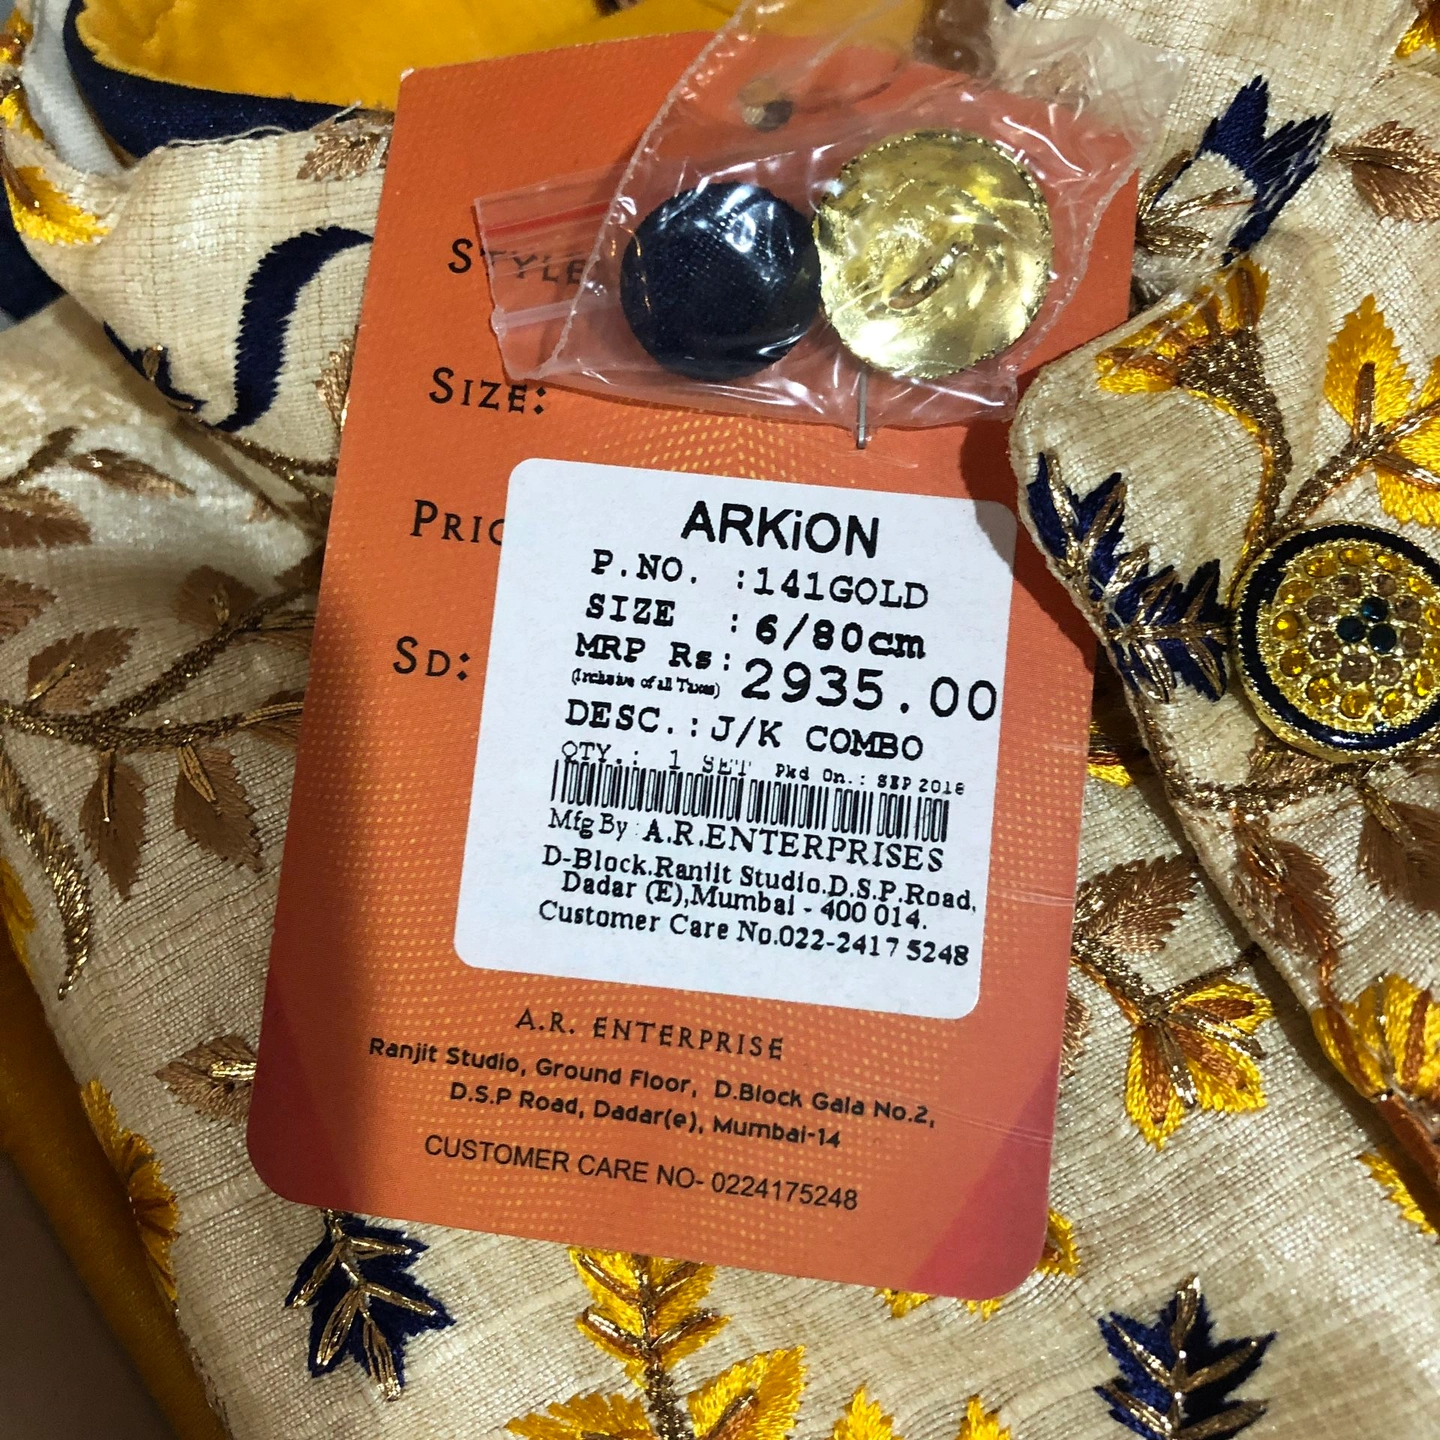 STYLE
SIZE:
PRIC
SD:
ARKiON
P.NO. :141GOLD
SIZE : 6/80cm
MRP Rs: 2935.00
(Inclusive of all Taxes)
DESC.:J/K COMBO
QTY.: 1 SET Pkd On.: SEP 2018
Mfg By : A.R.ENTERPRISES
D-Block.Ranjit Studio.D.S.P.Road,
Dadar (E),Mumbai - 400 014.
Customer Care No.022-2417 5248
A.R. ENTERPRISE
Ranjit Studio, Ground Floor, D.Block Gala No.2,
D.S.P Road, Dadar(e), Mumbai-14
CUSTOMER CARE NO- 0224175248